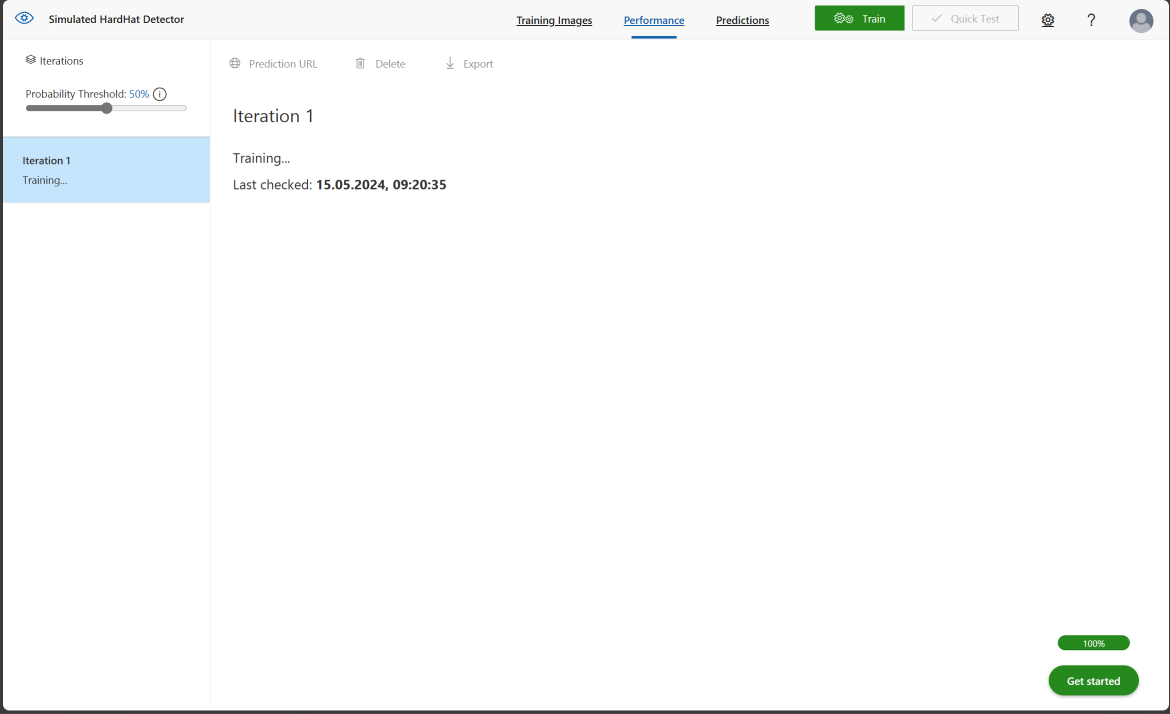 Simulated HardHat Detector
Training Images
Performance
Predictions
Train
Quick Test
?
Iterations
Probability Threshold: 50% i
Iteration 1
Training...
Prediction URL
Delete
Export
Iteration 1
Training...
Last checked: 15.05.2024, 09:20:35
100%
Get started